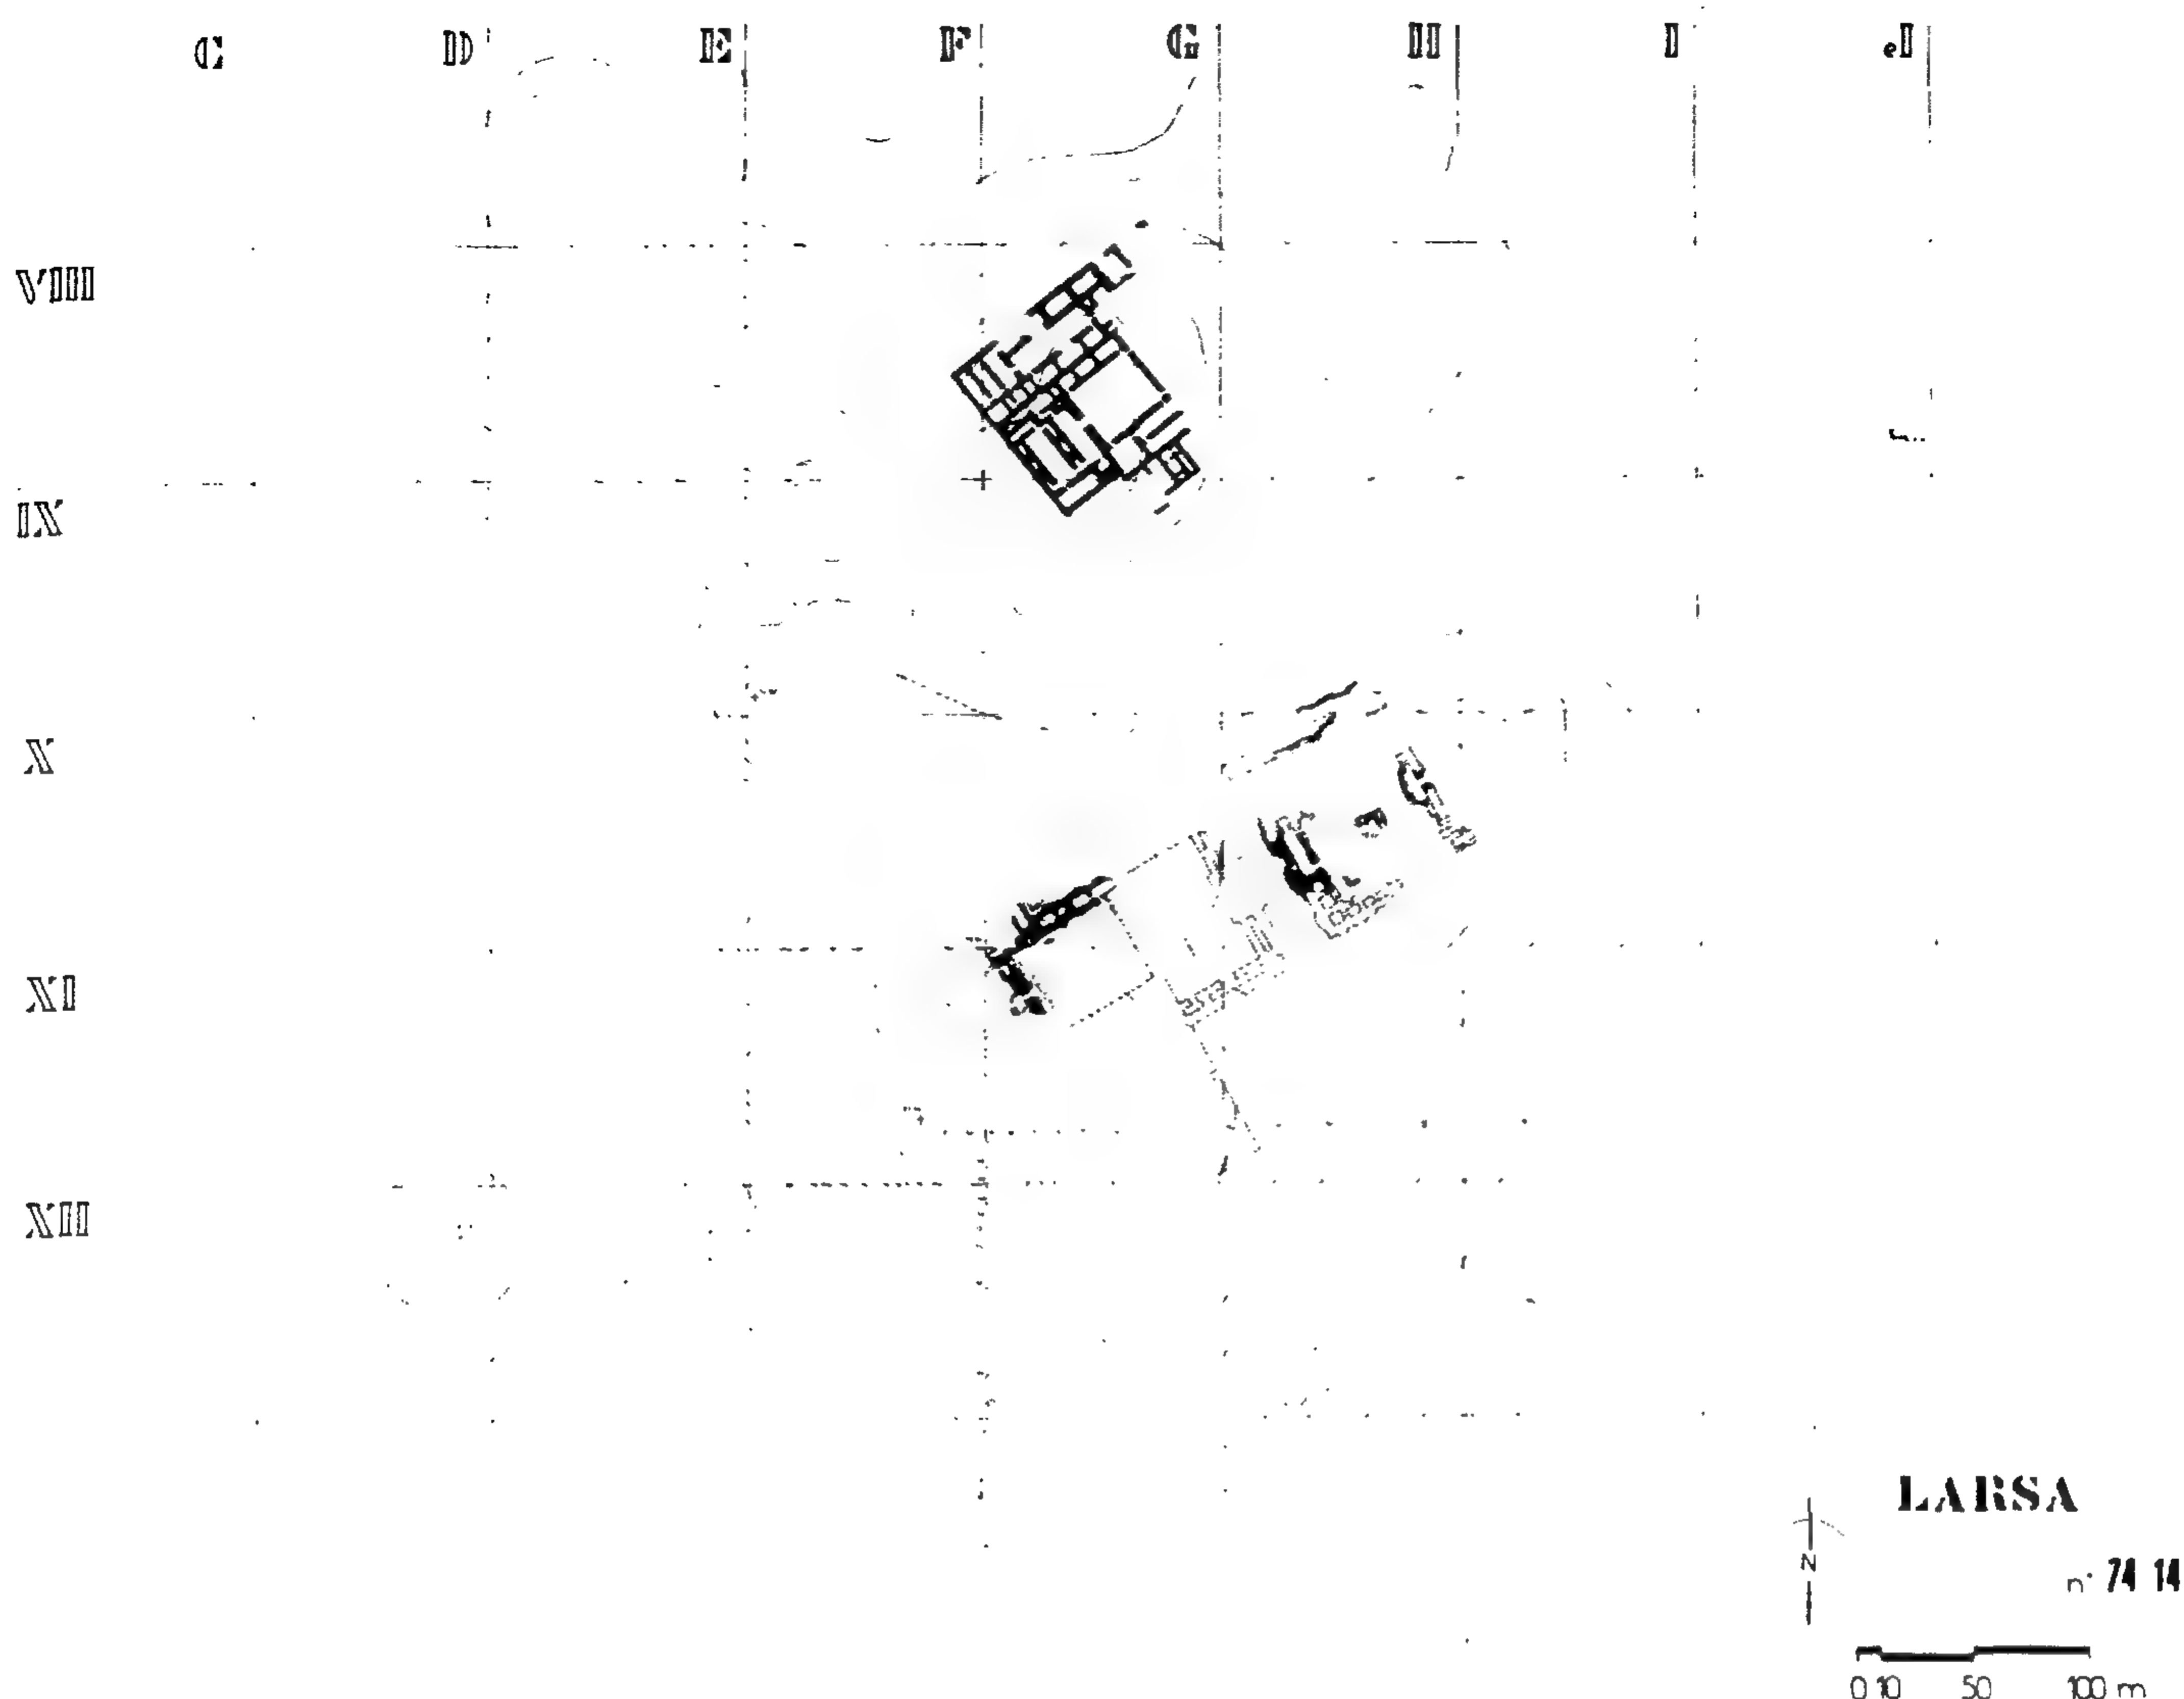 C D E F G H I J
VIII
IX
X
XI
XII
LARSA
N
n° 74 14
0 10 50 100 m